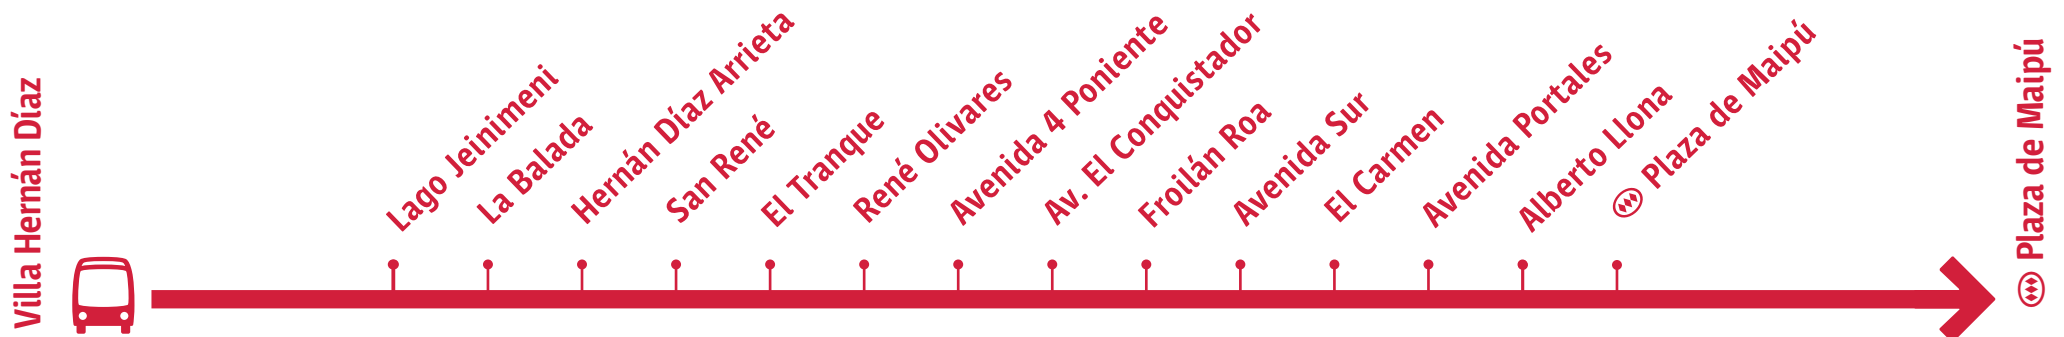 Villa Hernán Díaz
Lago Jeinimeni
La Balada
Hernán Díaz Arrieta
San René
El Tranque
René Olivares
Avenida 4 Poniente
Av. El Conquistador
Froilán Roa
Avenida Sur
El Carmen
Avenida Portales
Alberto Llona
Plaza de Maipú
Plaza de Maipú